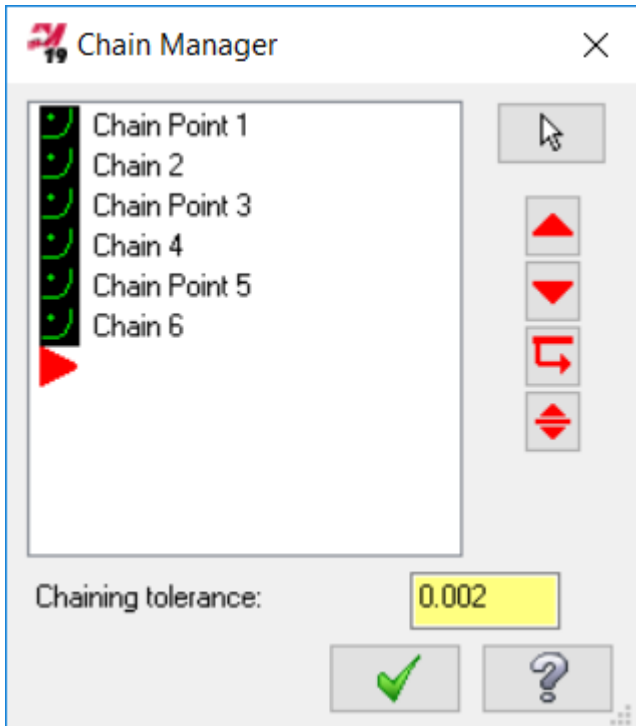 19 Chain Manager
Chain Point 1
Chain 2
Chain Point 3
Chain 4
Chain Point 5
Chain 6
Chaining tolerance: 0.002